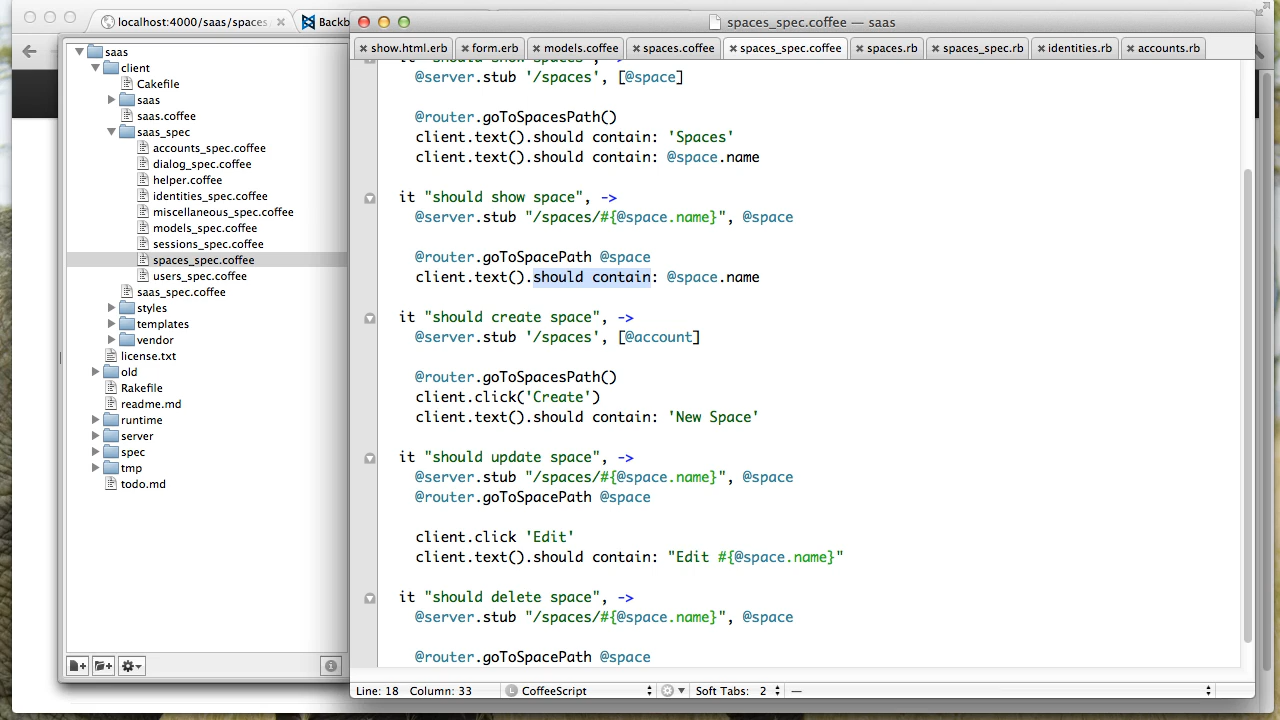 localhost:4000/saas/spaces
Backb
spaces_spec.coffee — saas
show.html.erb
form.erb
models.coffee
spaces.coffee
spaces_spec.coffee
spaces.rb
spaces_spec.rb
identities.rb
accounts.rb
saas
client
Cakefile
saas
saas.coffee
saas_spec
accounts_spec.coffee
dialog_spec.coffee
helper.coffee
identities_spec.coffee
miscellaneous_spec.coffee
models_spec.coffee
sessions_spec.coffee
spaces_spec.coffee
users_spec.coffee
saas_spec.coffee
styles
templates
vendor
license.txt
old
Rakefile
readme.md
runtime
server
spec
tmp
todo.md
it "should show spaces", ->
@server.stub '/spaces', [@space]
@router.goToSpacesPath()
client.text().should contain: 'Spaces'
client.text().should contain: @space.name
it "should show space", ->
@server.stub "/spaces/#{@space.name}", @space
@router.goToSpacePath @space
client.text().should contain: @space.name
it "should create space", ->
@server.stub '/spaces', [@account]
@router.goToSpacesPath()
client.click('Create')
client.text().should contain: 'New Space'
it "should update space", ->
@server.stub "/spaces/#{@space.name}", @space
@router.goToSpacePath @space
client.click 'Edit'
client.text().should contain: "Edit #{@space.name}"
it "should delete space", ->
@server.stub "/spaces/#{@space.name}", @space
@router.goToSpacePath @space
Line: 18 Column: 33
CoffeeScript
Soft Tabs: 2
—